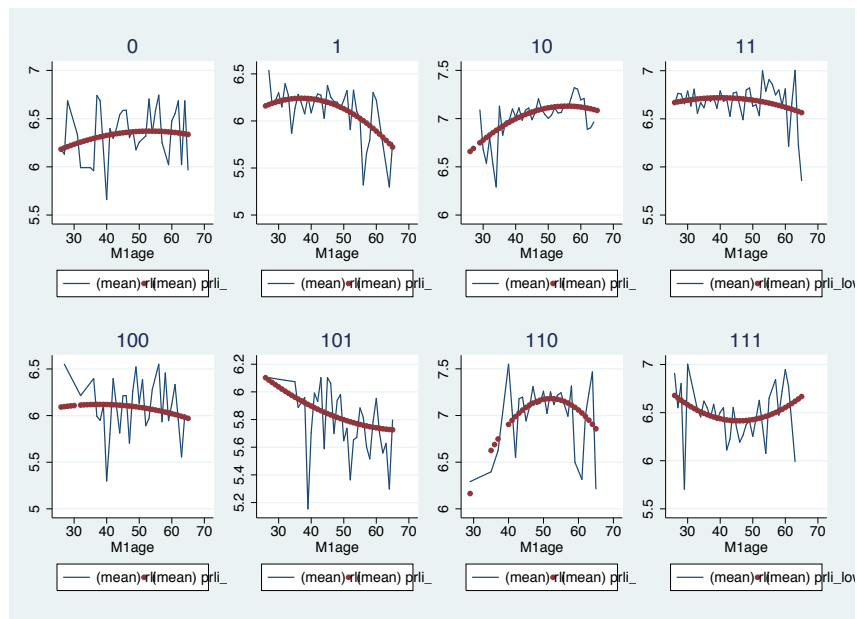 0 1 10 11
7 6.5 6 5.5
6.5 6 5.5 5
7.5 7 6.5 6
7 6.5 6 5.5
30 40 50 60 70
30 40 50 60 70
30 40 50 60 70
30 40 50 60 70
M1age M1age M1age M1age
(mean) rl (mean) prli_
(mean) rl (mean) prli_
(mean) rl (mean) prli_
(mean) rl (mean) prli_low
100 101 110 111
6.5 6 5.5 5
6.2 6 5.8 5.6 5.4 5.2
7.5 7 6.5 6
7 6.5 6 5.5
30 40 50 60 70
30 40 50 60 70
30 40 50 60 70
30 40 50 60 70
M1age M1age M1age M1age
(mean) rl (mean) prli_
(mean) rl (mean) prli_
(mean) rl (mean) prli_
(mean) rl (mean) prli_low